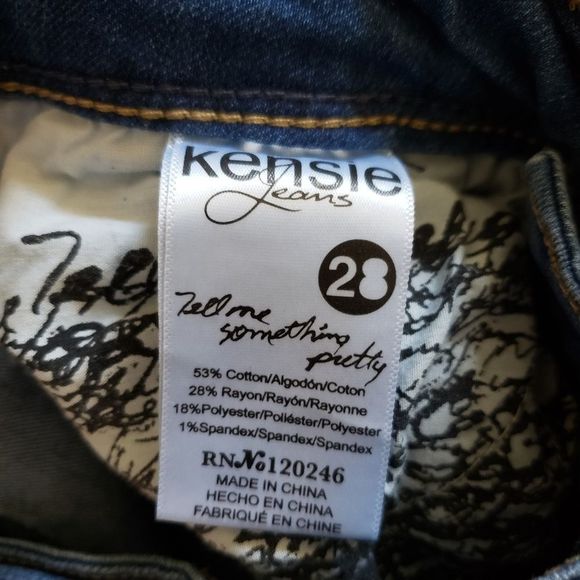 kensie
Jeans
28
Tell me
something
pretty
53% Cotton/Algodón/Coton
28% Rayon/Rayón/Rayonne
18%Polyester/Poliéster/Polyester
1%Spandex/Spandex/Spandex
RNNo120246
MADE IN CHINA
HECHO EN CHINA
FABRIQUÉ EN CHINE